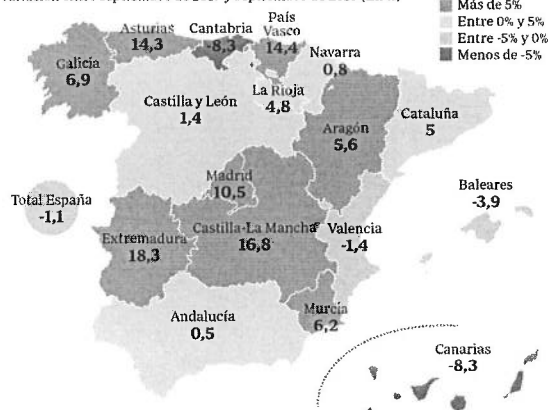 Más de 5%
Entre 0% y 5%
Entre -5% y 0%
Menos de -5%
País
Vasco
14,4
Asturias
14,3
Cantabria
-8,3
Navarra
0,8
Galicia
6,9
La Rioja
4,8
Castilla y León
1,4
Cataluña
5
Aragón
5,6
Madrid
10,5
Baleares
-3,9
Total España
-1,1
Extremadura
18,3
Castilla-La Mancha
16,8
Valencia
-1,4
Andalucía
0,5
Murcia
6,2
Canarias
-8,3